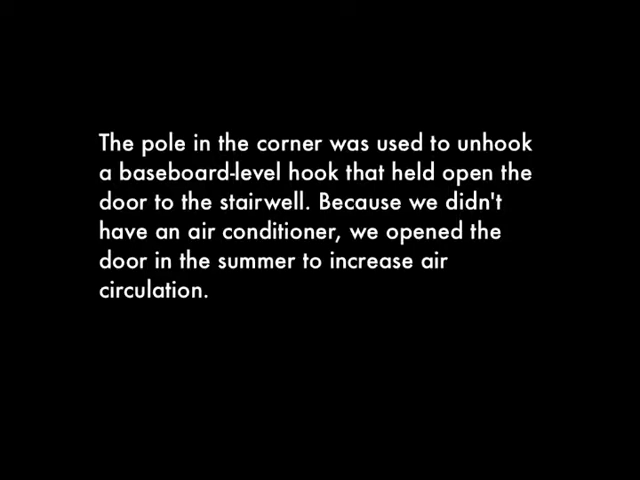 The pole in the corner was used to unhook
a baseboard-level hook that held open the
door to the stairwell. Because we didn't
have an air conditioner, we opened the
door in the summer to increase air
circulation.